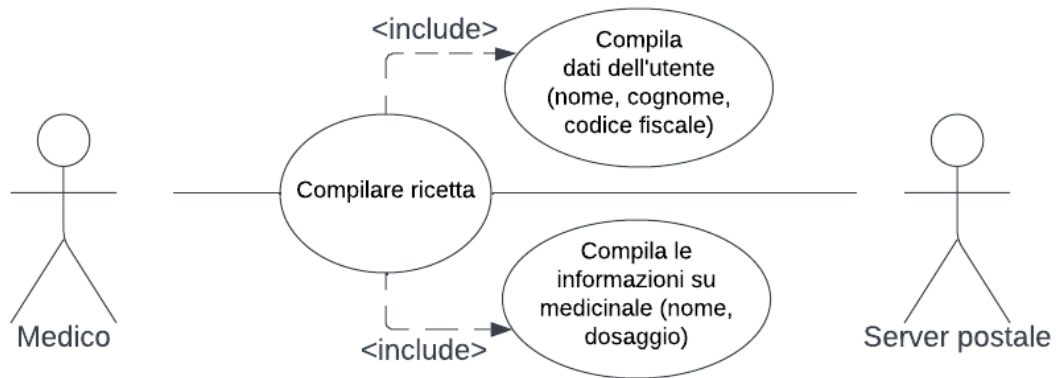 <include>
Compila
dati dell'utente
(nome, cognome,
codice fiscale)
Compilare ricetta
Compila le
informazioni su
medicinale (nome,
dosaggio)
<include>
Medico
Server postale